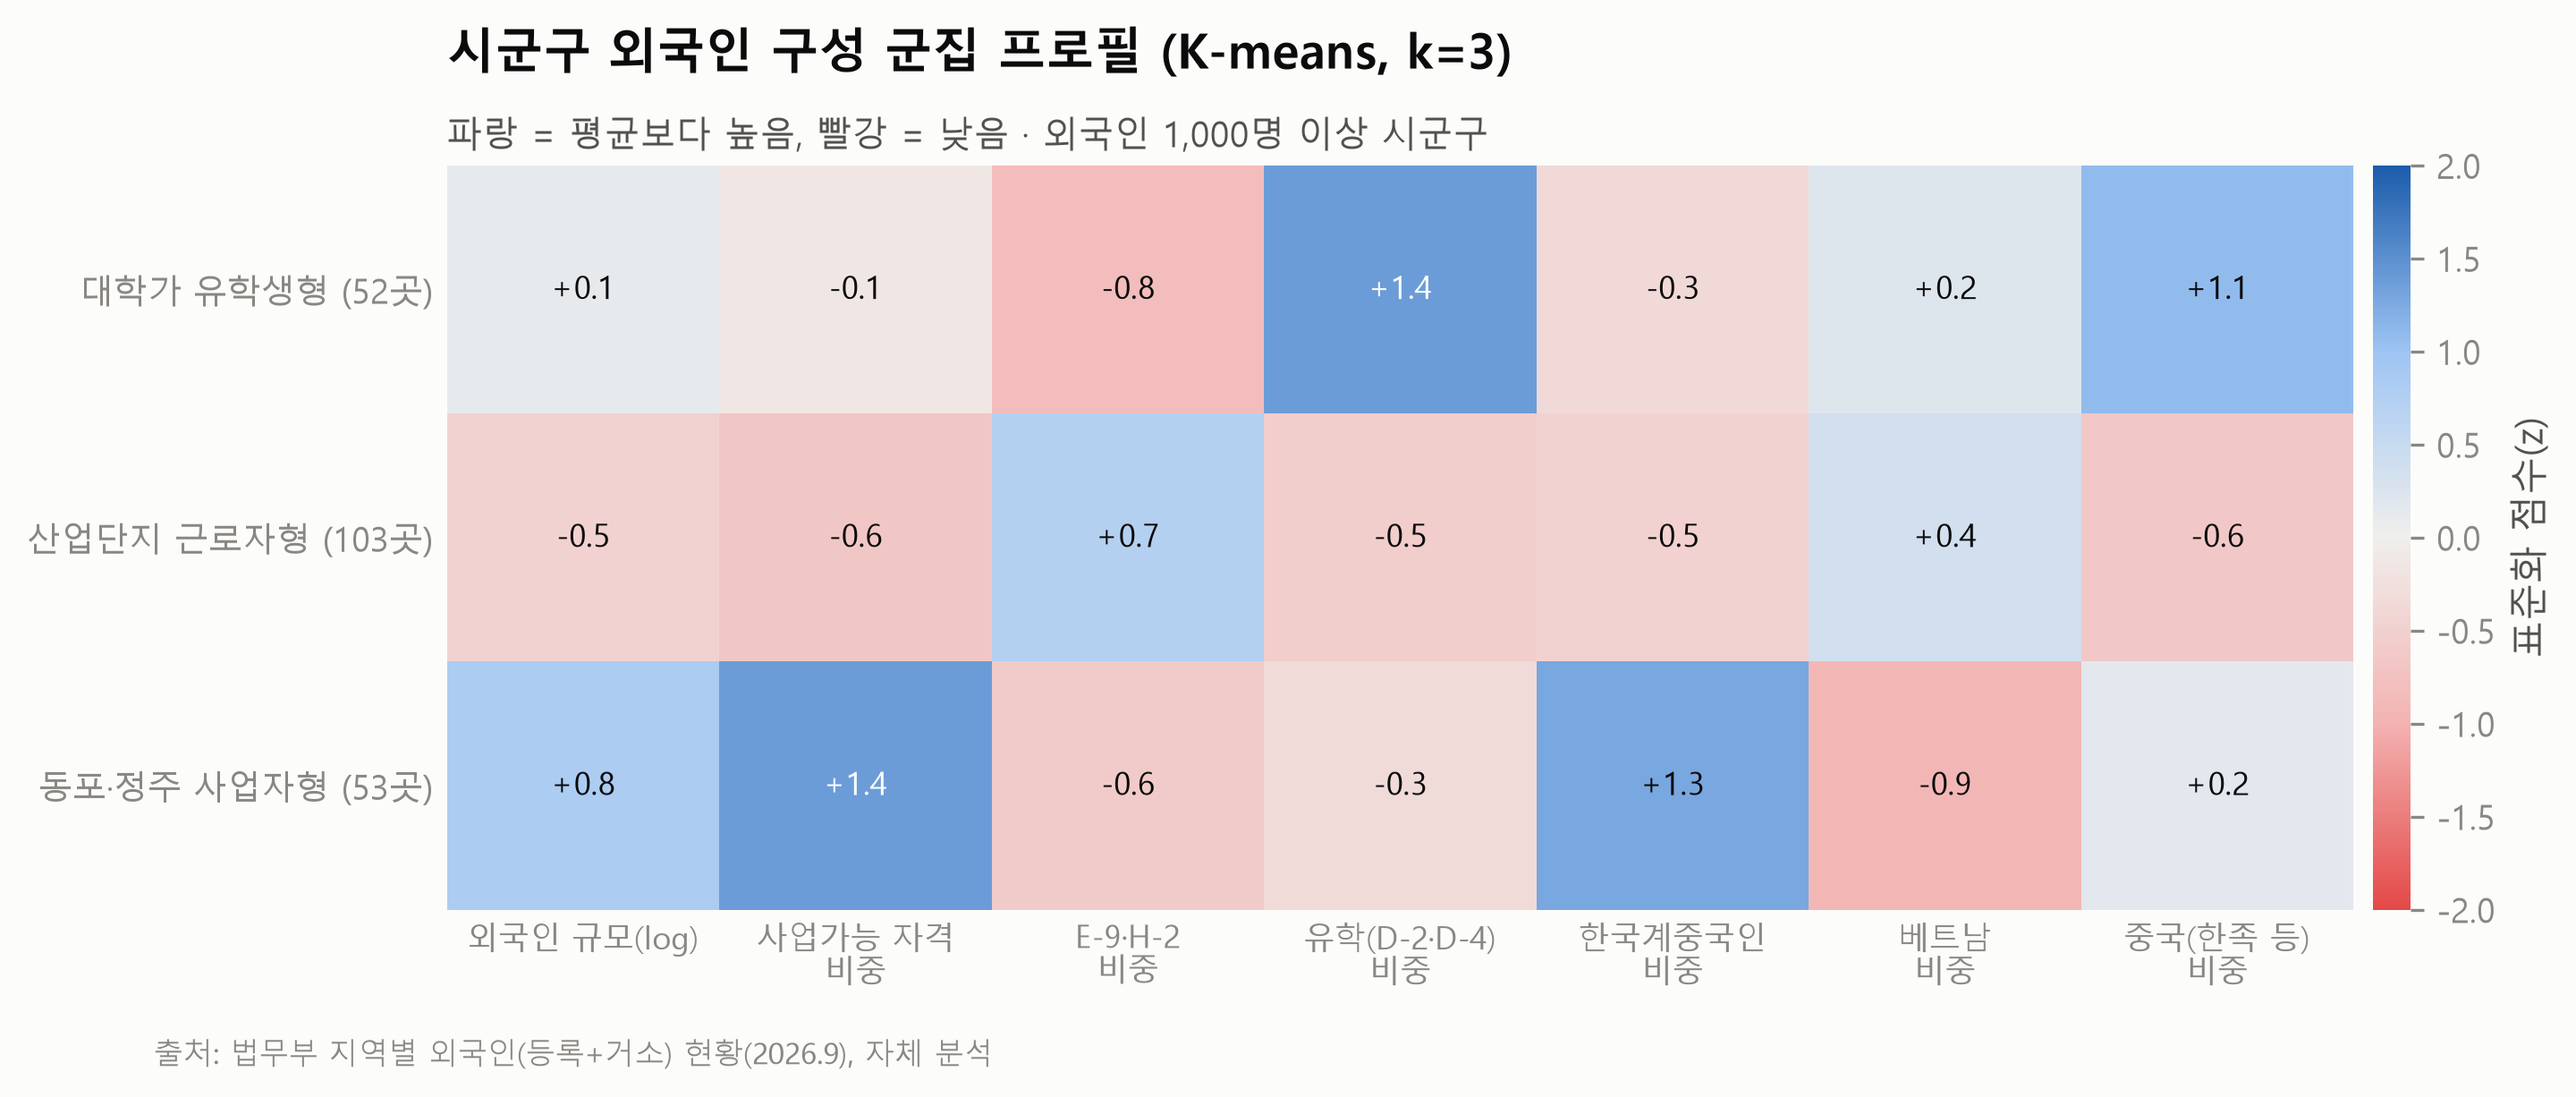 시군구 외국인 구성 군집 프로필 (K-means, k=3)
파랑 = 평균보다 높음, 빨강 = 낮음 · 외국인 1,000명 이상 시군구
대학가 유학생형 (52곳)
+0.1 -0.1 -0.8 +1.4 -0.3 +0.2 +1.1
산업단지 근로자형 (103곳)
-0.5 -0.6 +0.7 -0.5 -0.5 +0.4 -0.6
동포·정주 사업자형 (53곳)
+0.8 +1.4 -0.6 -0.3 +1.3 -0.9 +0.2
외국인 규모(log)
사업가능 자격
비중
E-9·H-2
비중
유학(D-2·D-4)
비중
한국계중국인
비중
베트남
비중
중국(한족 등)
비중
2.0
1.5
1.0
0.5
0.0
-0.5
-1.0
-1.5
-2.0
표준화 점수(z)
출처: 법무부 지역별 외국인(등록+거소) 현황(2026.9), 자체 분석